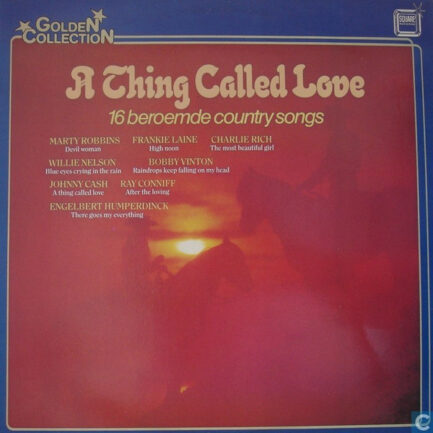 GOLDEN
COLLECTION
SQUARE
A Thing Called Love
16 beroemde country songs
MARTY ROBBINS FRANKIE LAINE CHARLIE RICH
Devil woman High noon The most beautiful girl
WILLIE NELSON BOBBY VINTON
Blue eyes crying in the rain Raindrops keep falling on my head
JOHNNY CASH RAY CONNIFF
A thing called love After the loving
ENGELBERT HUMPERDINCK
There goes my everything
C